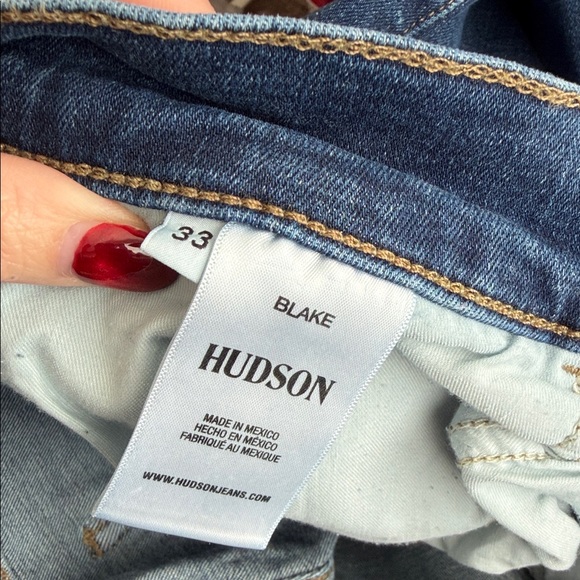 33
BLAKE
HUDSON
MADE IN MEXICO
HECHO EN MÉXICO
FABRIQUÉ AU MEXIQUE
WWW.HUDSONJEANS.COM